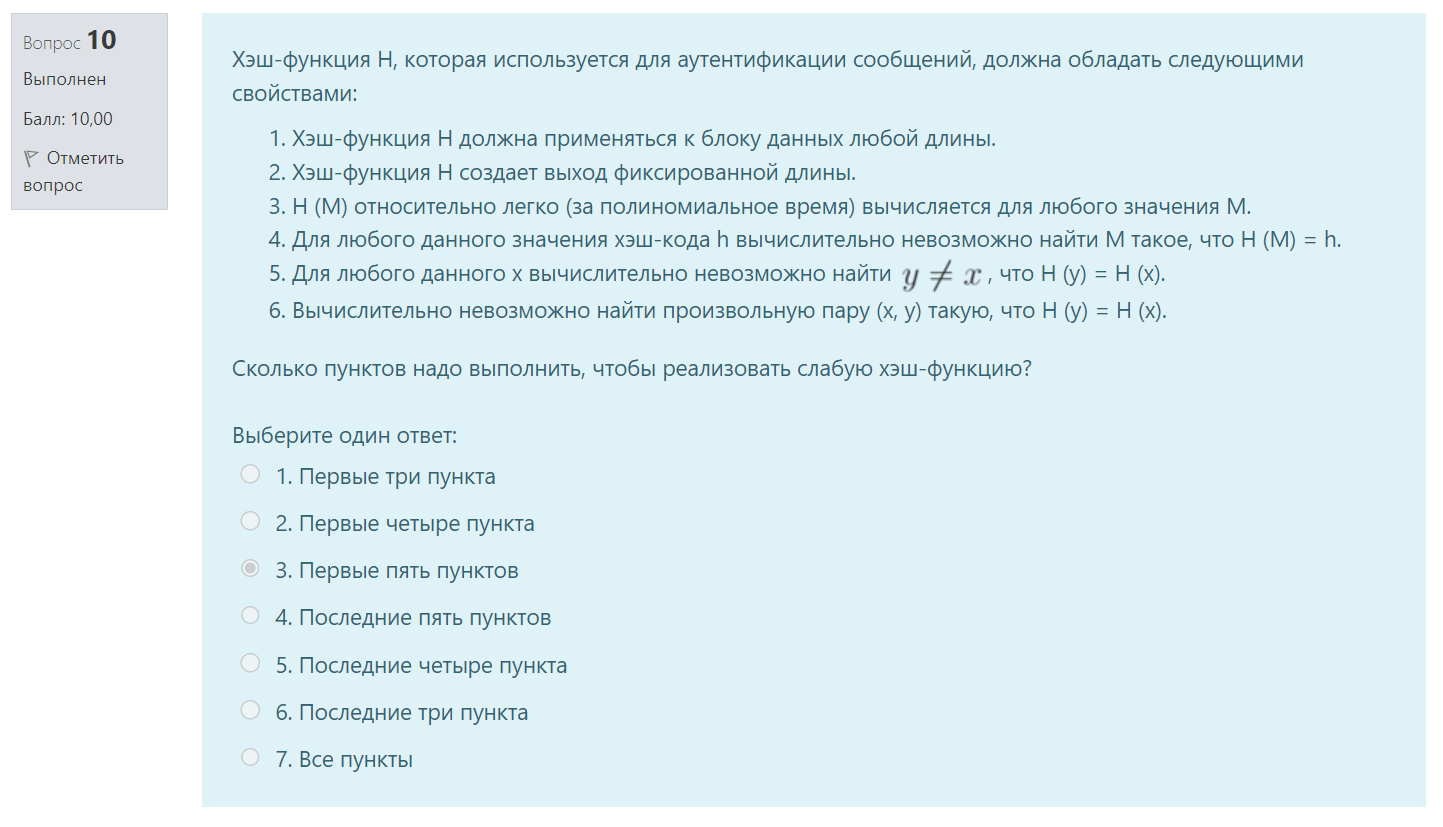 Вопрос 10
Выполнен
Балл: 10,00
Отметить
вопрос
Хэш-функция H, которая используется для аутентификации сообщений, должна обладать следующими
свойствами:
1. Хэш-функция H должна применяться к блоку данных любой длины.
2. Хэш-функция H создает выход фиксированной длины.
3. H (M) относительно легко (за полиномиальное время) вычисляется для любого значения M.
4. Для любого данного значения хэш-кода h вычислительно невозможно найти M такое, что H (M) = h.
5. Для любого данного x вычислительно невозможно найти y ≠ x, что H (y) = H (x).
6. Вычислительно невозможно найти произвольную пару (x, y) такую, что H (y) = H (x).
Сколько пунктов надо выполнить, чтобы реализовать слабую хэш-функцию?
Выберите один ответ:
1. Первые три пункта
2. Первые четыре пункта
3. Первые пять пунктов
4. Последние пять пунктов
5. Последние четыре пункта
6. Последние три пункта
7. Все пункты